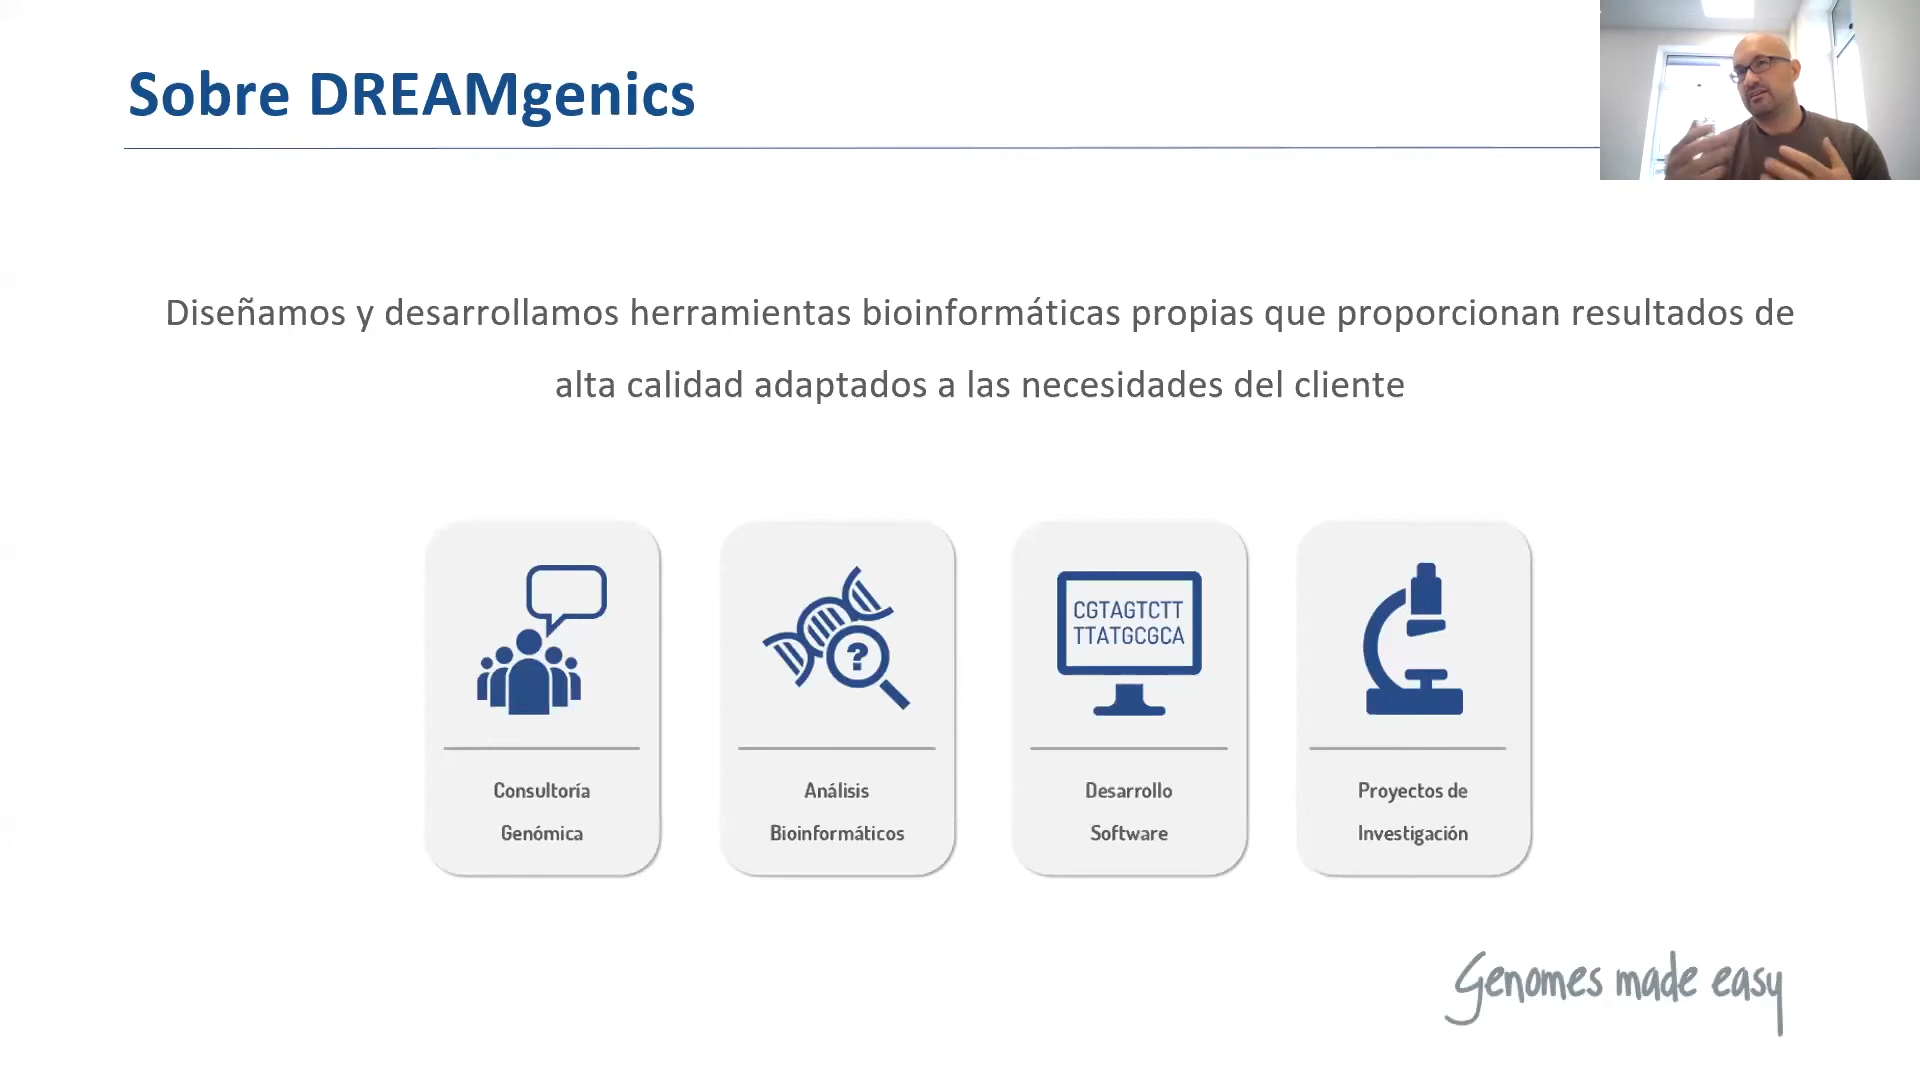 Sobre DREAMgenics
Diseñamos y desarrollamos herramientas bioinformáticas propias que proporcionan resultados de
alta calidad adaptados a las necesidades del cliente
?
CGTAGTCTT
TTATGCGCA
Consultoría
Genómica
Análisis
Bioinformáticos
Desarrollo
Software
Proyectos de
Investigación
Genomes made easy